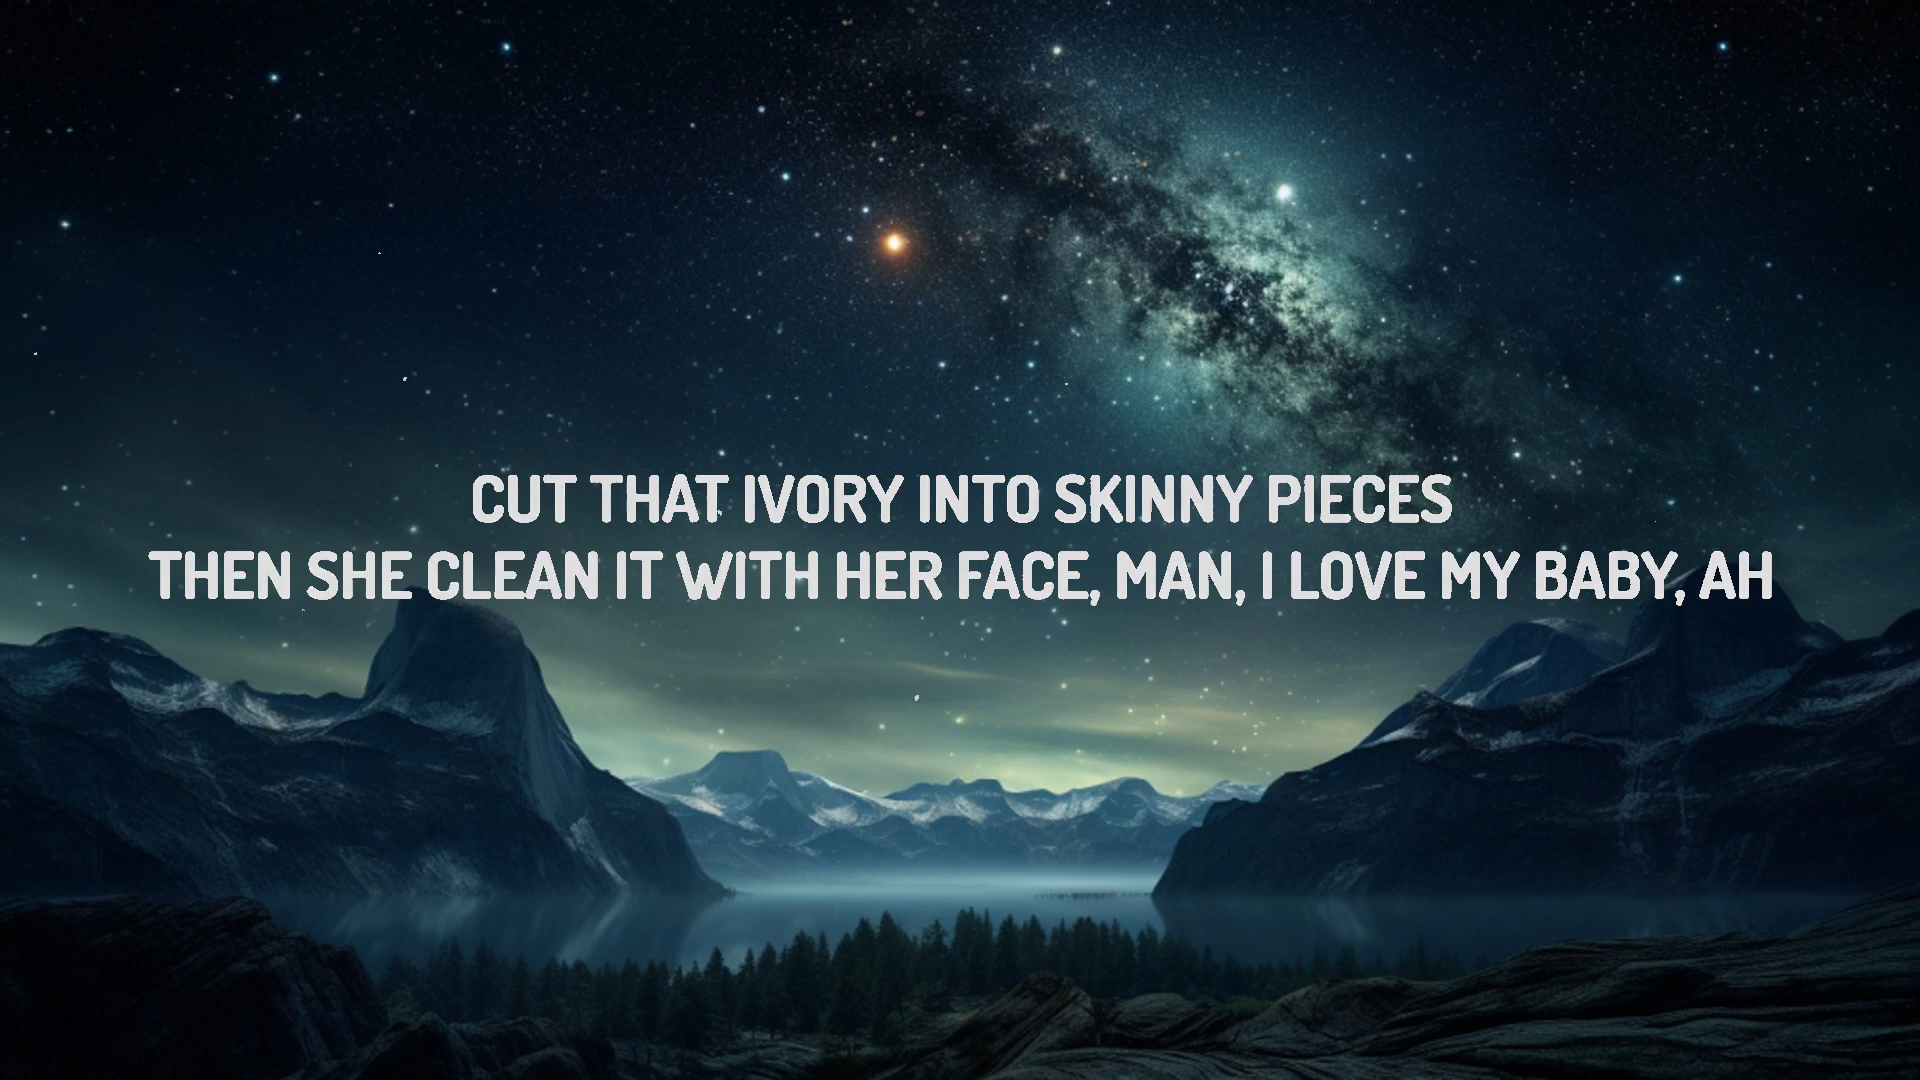 CUT THAT IVORY INTO SKINNY PIECES
THEN SHE CLEAN IT WITH HER FACE, MAN, I LOVE MY BABY, AH